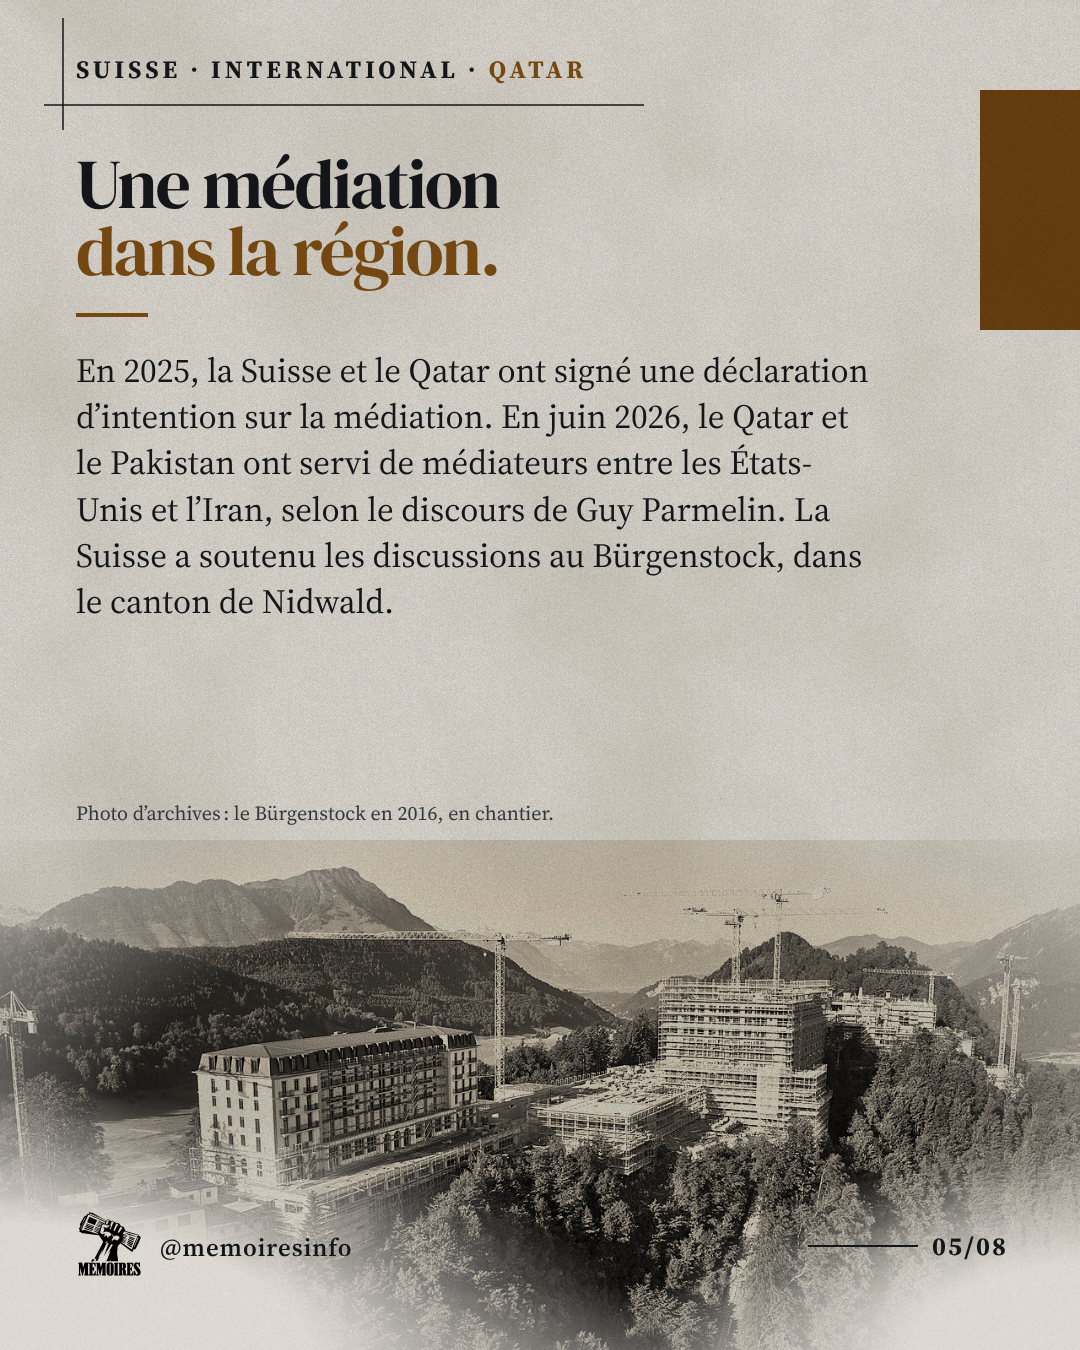 SUISSE · INTERNATIONAL · QATAR
Une médiation
dans la région.
En 2025, la Suisse et le Qatar ont signé une déclaration
d’intention sur la médiation. En juin 2026, le Qatar et
le Pakistan ont servi de médiateurs entre les États-
Unis et l’Iran, selon le discours de Guy Parmelin. La
Suisse a soutenu les discussions au Bürgenstock, dans
le canton de Nidwald.
Photo d’archives : le Bürgenstock en 2016, en chantier.
MÉMOIRES
@memoiresinfo
05/08